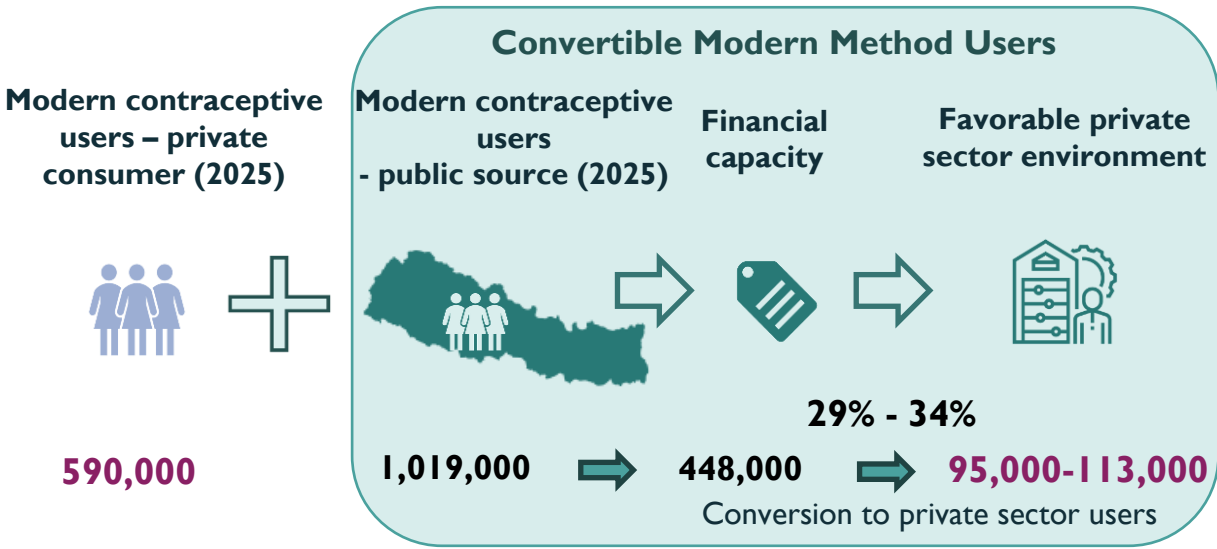 Convertible Modern Method Users
Modern contraceptive
users – private
consumer (2025)
Modern contraceptive
users
- public source (2025)
Financial
capacity
Favorable private
sector environment
29% - 34%
590,000
1,019,000
448,000
95,000-113,000
Conversion to private sector users